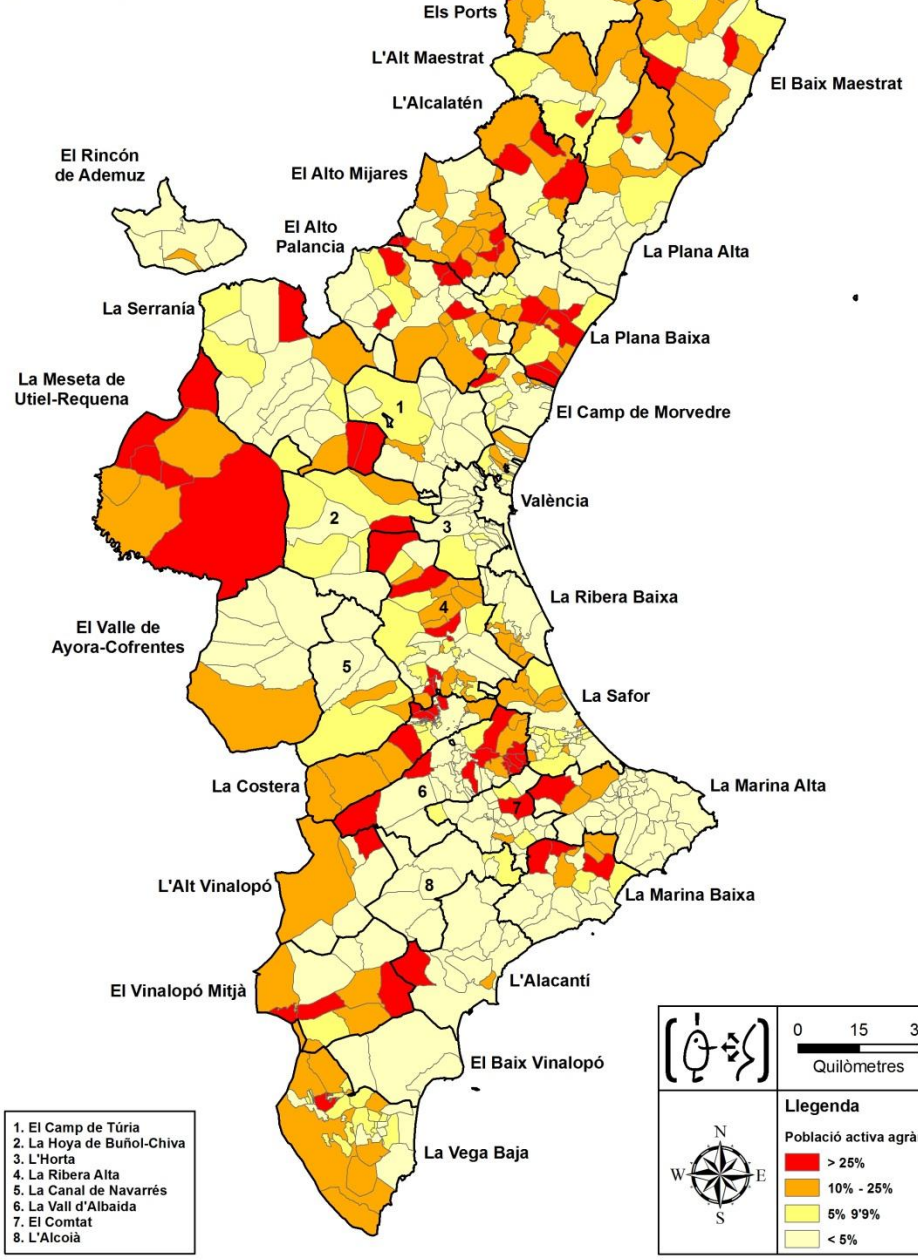 Els Ports
L'Alt Maestrat
El Baix Maestrat
L'Alcalatén
El Rincón
de Ademuz
El Alto Mijares
El Alto
Palancia
La Plana Alta
La Serranía
La Plana Baixa
La Meseta de
Utiel-Requena
1
El Camp de Morvedre
València
2
3
La Ribera Baixa
4
El Valle de
Ayora-Cofrentes
5
La Safor
La Costera
La Marina Alta
6
7
L'Alt Vinalopó
8
La Marina Baixa
L'Alacantí
El Vinalopó Mitjà
El Baix Vinalopó
La Vega Baja
1. El Camp de Túria
2. La Hoya de Buñol-Chiva
3. L'Horta
4. La Ribera Alta
5. La Canal de Navarrés
6. La Vall d'Albaida
7. El Comtat
8. L'Alcoià
0 15 3
Quilòmetres
N
W E
S
Llegenda
Població activa agrà
> 25%
10% - 25%
5% 9'9%
< 5%